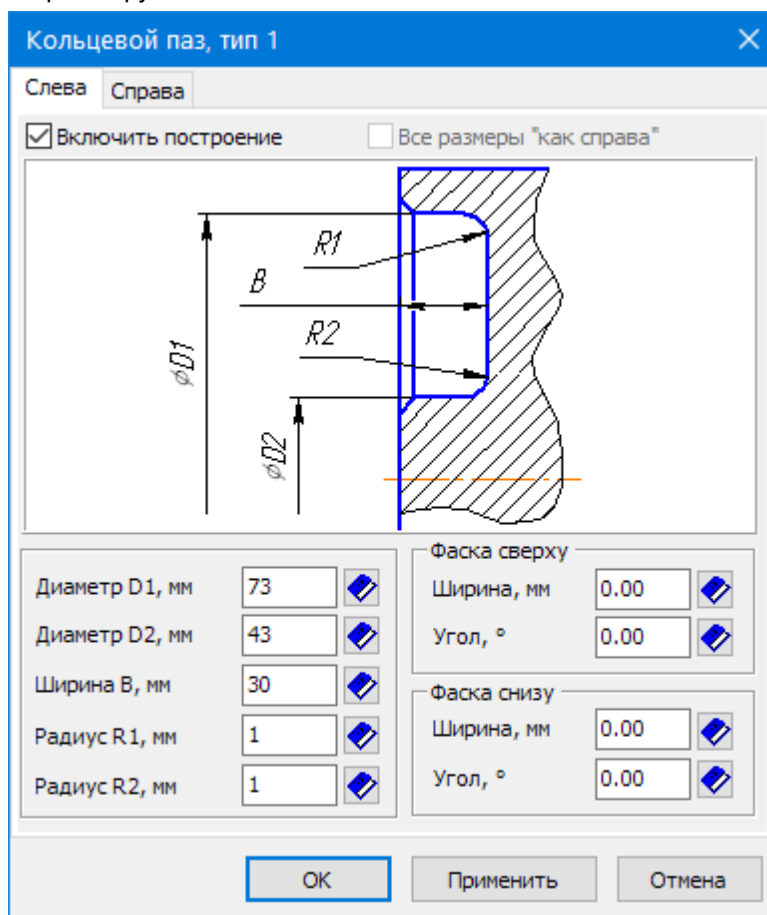 Кольцевой паз, тип 1
Слева Справа
Включить построение Все размеры "как справа"
R1
B
R2
⌀D1
⌀D2
Диаметр D1, мм 73
Диаметр D2, мм 43
Ширина B, мм 30
Радиус R1, мм 1
Радиус R2, мм 1
Фаска сверху
Ширина, мм 0.00
Угол, ° 0.00
Фаска снизу
Ширина, мм 0.00
Угол, ° 0.00
OK Применить Отмена